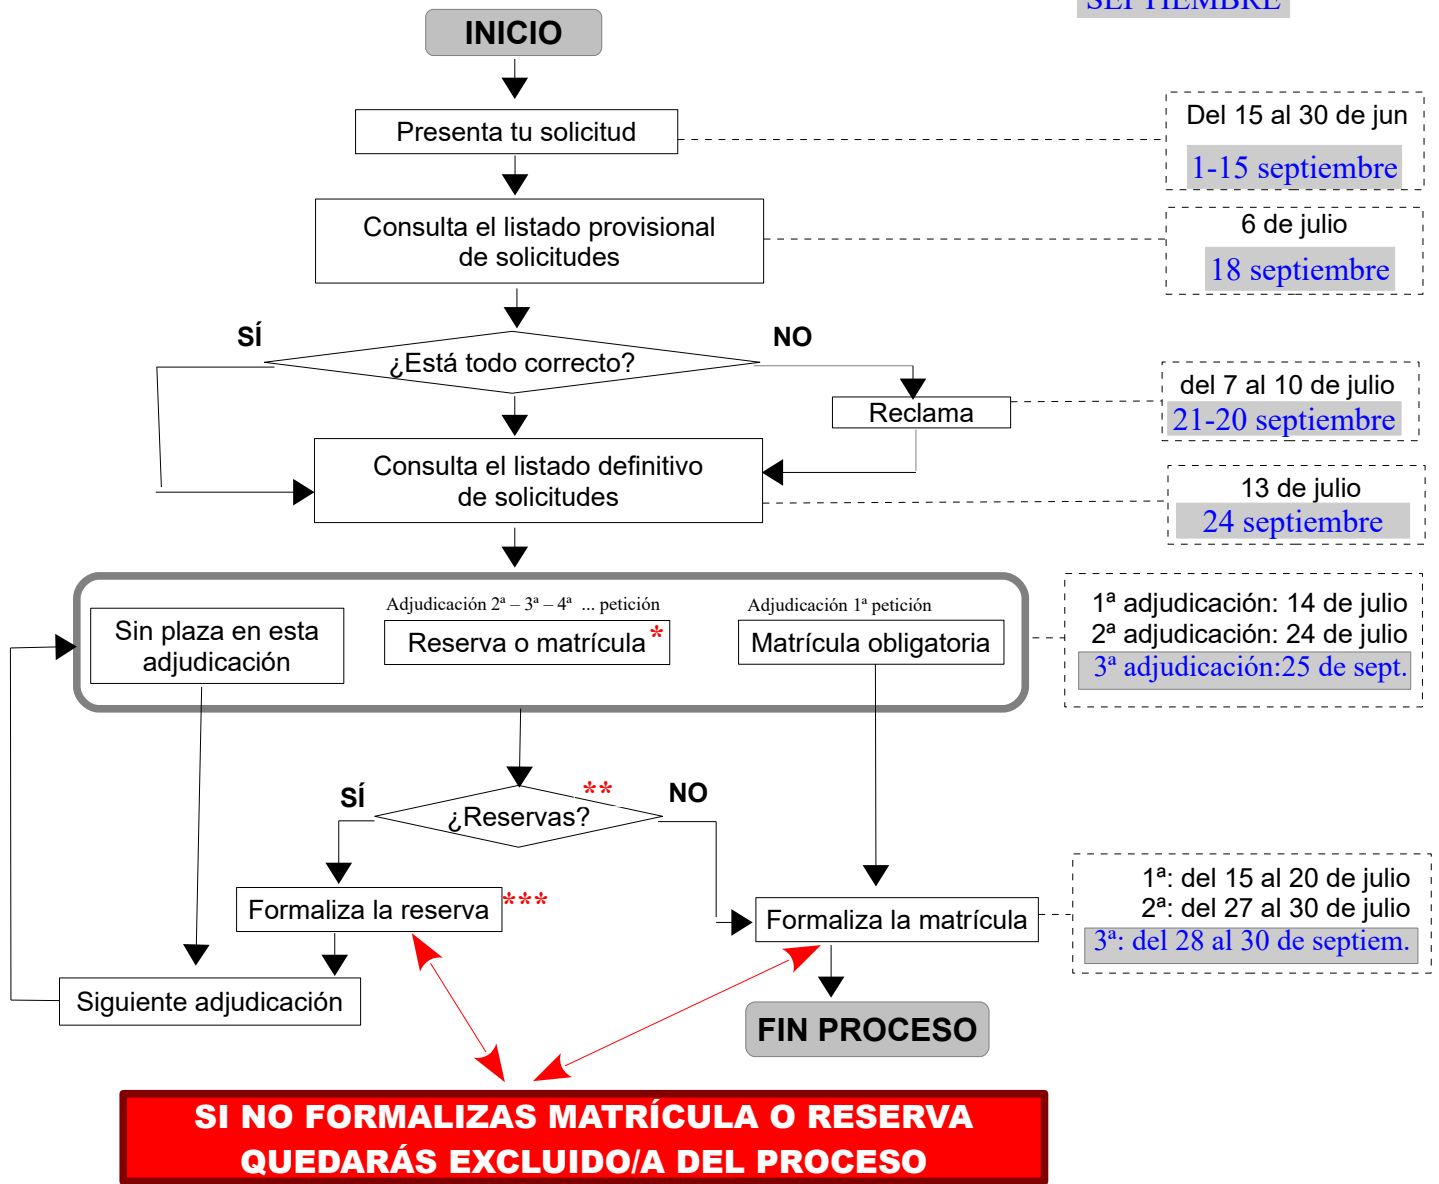 SEPTIEMBRE
INICIO
Presenta tu solicitud
Del 15 al 30 de jun
1-15 septiembre
Consulta el listado provisional
de solicitudes
6 de julio
18 septiembre
SÍ
NO
¿Está todo correcto?
Reclama
del 7 al 10 de julio
21-20 septiembre
Consulta el listado definitivo
de solicitudes
13 de julio
24 septiembre
Sin plaza en esta
adjudicación
Adjudicación 2ª – 3ª – 4ª ... petición
Reserva o matrícula*
Adjudicación 1ª petición
Matrícula obligatoria
1ª adjudicación: 14 de julio
2ª adjudicación: 24 de julio
3ª adjudicación:25 de sept.
SÍ
**
NO
¿Reservas?
Formaliza la reserva***
Formaliza la matrícula
1ª: del 15 al 20 de julio
2ª: del 27 al 30 de julio
3ª: del 28 al 30 de septiem.
Siguiente adjudicación
FIN PROCESO
SI NO FORMALIZAS MATRÍCULA O RESERVA
QUEDARÁS EXCLUIDO/A DEL PROCESO